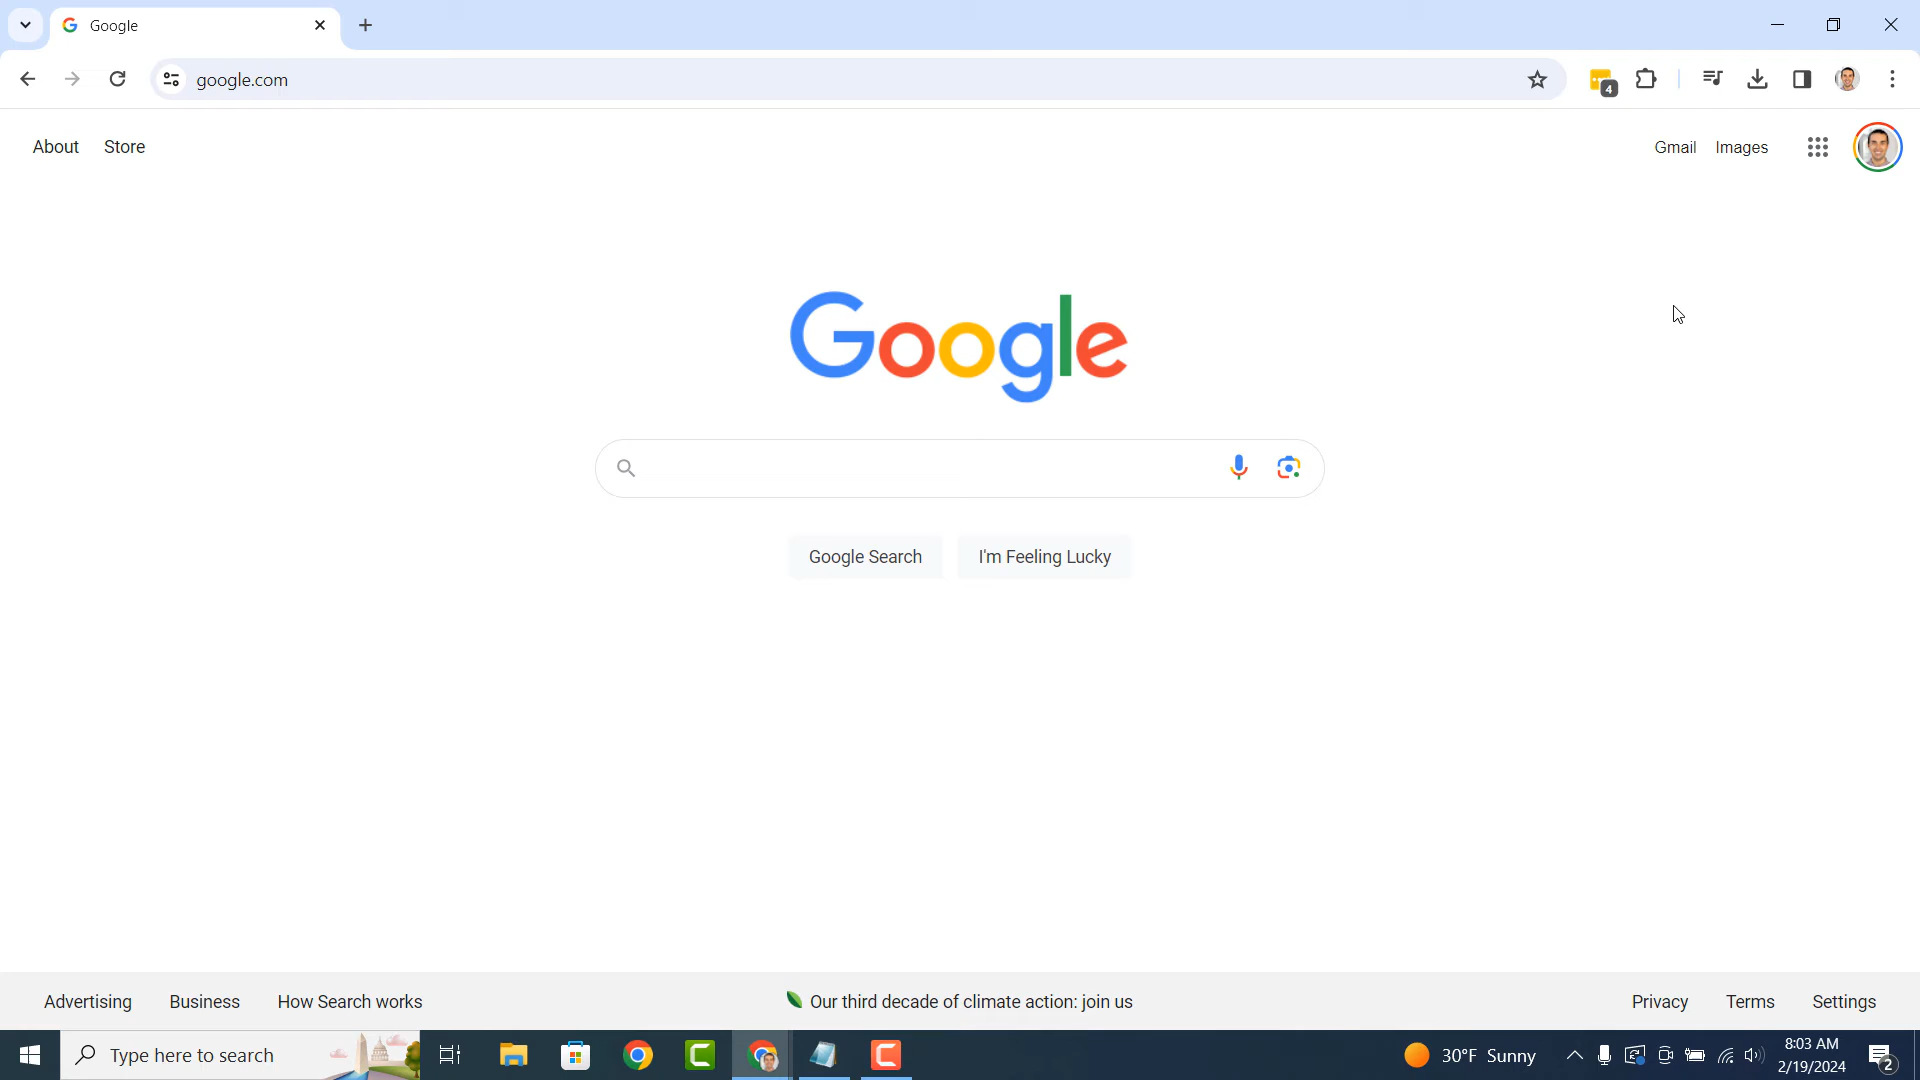 Google
google.com
4
About Store Gmail Images
Google
Google Search I'm Feeling Lucky
Advertising Business How Search works Our third decade of climate action: join us Privacy Terms Settings
Type here to search 30°F Sunny 8:03 AM
2/19/2024 2